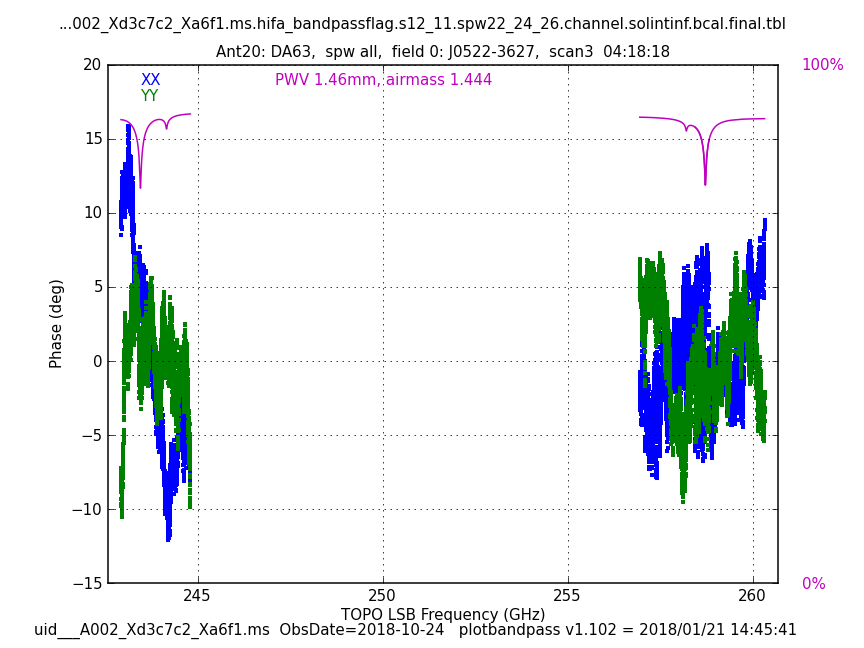 ...002_Xd3c7c2_Xa6f1.ms.hifa_bandpassflag.s12_11.spw22_24_26.channel.solintinf.bcal.final.tbl
Ant20: DA63,  spw all,  field 0: J0522-3627,  scan3  04:18:18
XX
YY
PWV 1.46mm, airmass 1.444
100%
0%
20
15
10
5
0
−5
−10
−15
Phase (deg)
245
250
255
260
TOPO LSB Frequency (GHz)
uid___A002_Xd3c7c2_Xa6f1.ms  ObsDate=2018-10-24   plotbandpass v1.102 = 2018/01/21 14:45:41